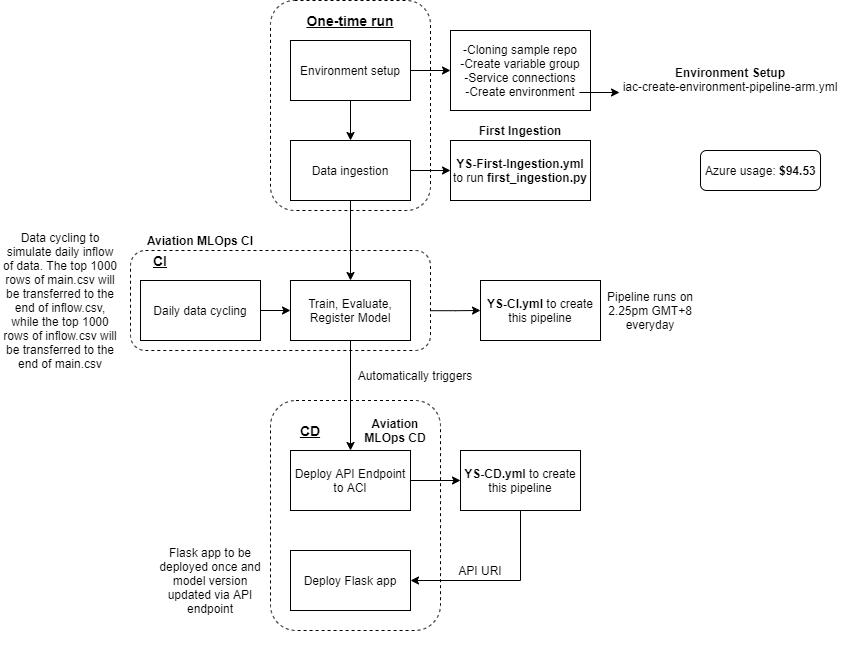 One-time run
Environment setup
-Cloning sample repo
-Create variable group
-Service connections
-Create environment
Environment Setup
iac-create-environment-pipeline-arm.yml
First Ingestion
Data ingestion
YS-First-Ingestion.yml
to run first_ingestion.py
Azure usage: $94.53
Data cycling to
simulate daily inflow
of data. The top 1000
rows of main.csv will
be transferred to the
end of inflow.csv,
while the top 1000
rows of inflow.csv will
be transferred to the
end of main.csv
Aviation MLOps CI
CI
Daily data cycling
Train, Evaluate,
Register Model
YS-CI.yml to create
this pipeline
Pipeline runs on
2.25pm GMT+8
everyday
Automatically triggers
CD
Aviation
MLOps CD
Deploy API Endpoint
to ACI
YS-CD.yml to create
this pipeline
Flask app to be
deployed once and
model version
updated via API
endpoint
Deploy Flask app
API URI